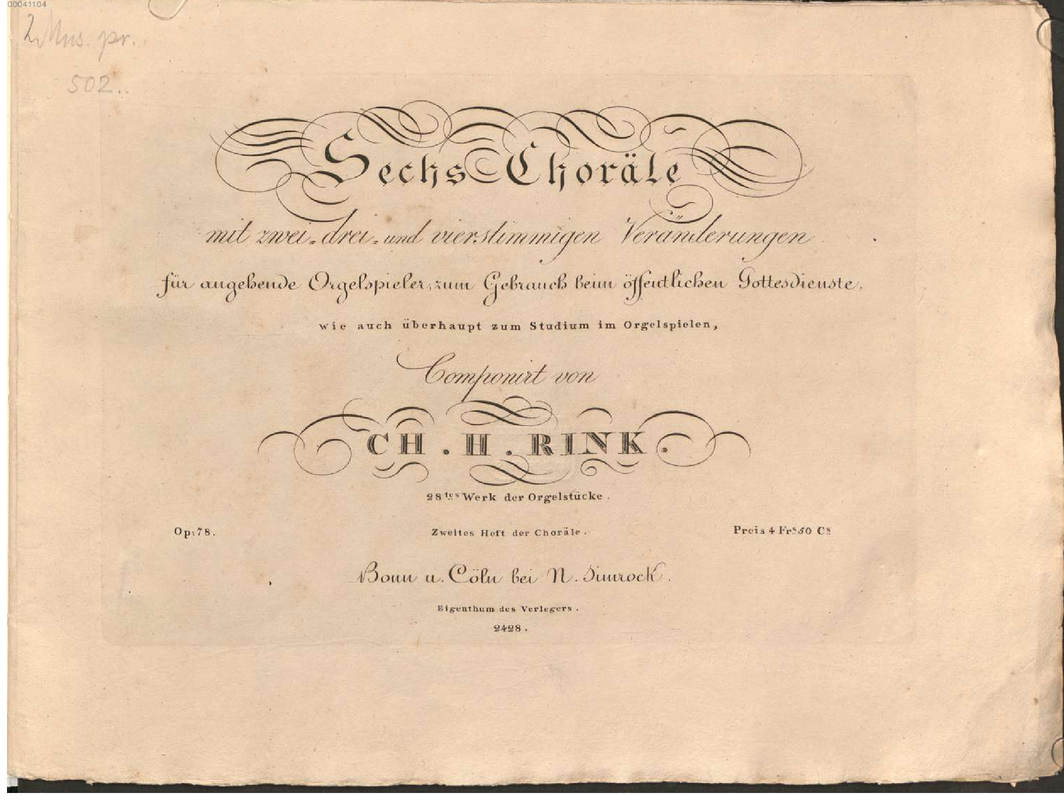 00041104
2 Mus. pr.
502.
Sechs Choräle
mit zwei- drei- und vierstimmigen Veränderungen
für angehende Orgelspieler, zum Gebrauch beim öffentlichen Gottesdienste,
wie auch überhaupt zum Studium im Orgelspielen,
Componirt von
CH. H. RINK.
28tes Werk der Orgelstücke.
Op: 78. Zweites Heft der Choräle. Preis 4 Frs 50 Cs
Bonn u. Cöln bei N. Simrock.
Eigenthum des Verlegers.
2428.